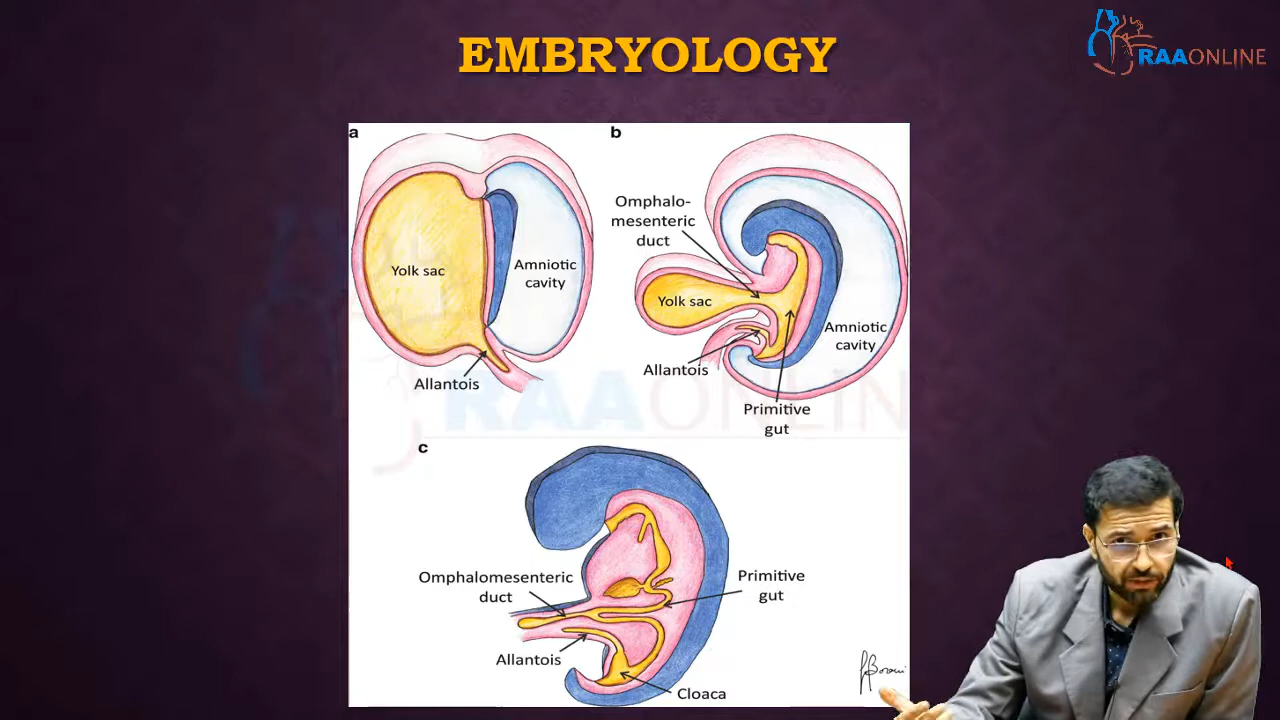 EMBRYOLOGY
RAAONLINE
a
b
Yolk sac
Amniotic
cavity
Allantois
Omphalo-
mesenteric
duct
Yolk sac
Amniotic
cavity
Allantois
Primitive
gut
RAAONLINE
c
Omphalomesenteric
duct
Primitive
gut
Allantois
Cloaca